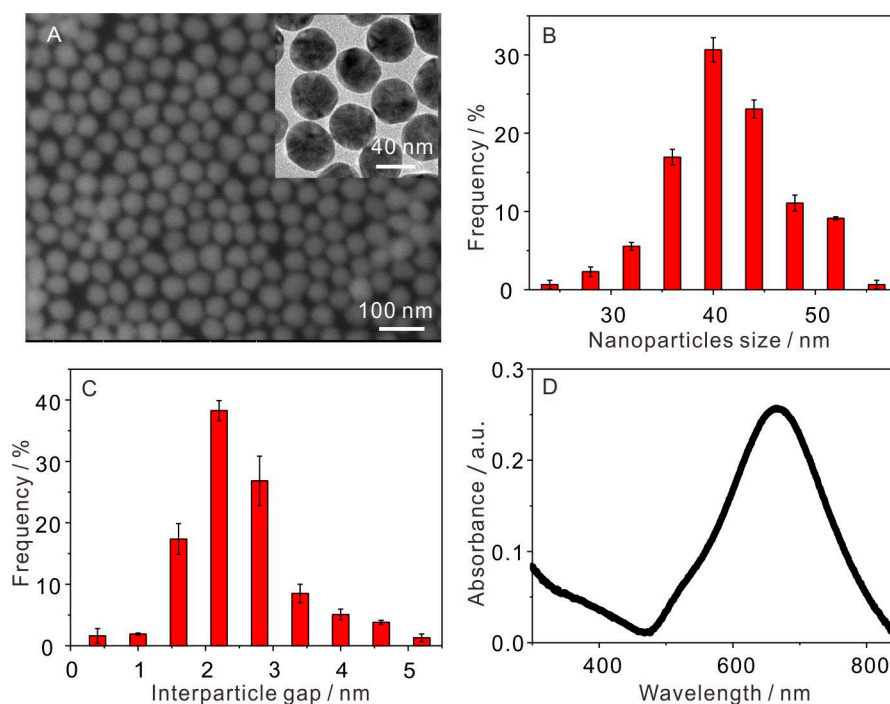 A
40 nm
100 nm
B
Frequency / %
30
20
10
0
30
40
50
Nanoparticles size / nm
C
Frequency / %
40
30
20
10
0
0
1
2
3
4
5
Interparticle gap / nm
D
Absorbance / a.u.
0.3
0.2
0.1
0.0
400
600
800
Wavelength / nm